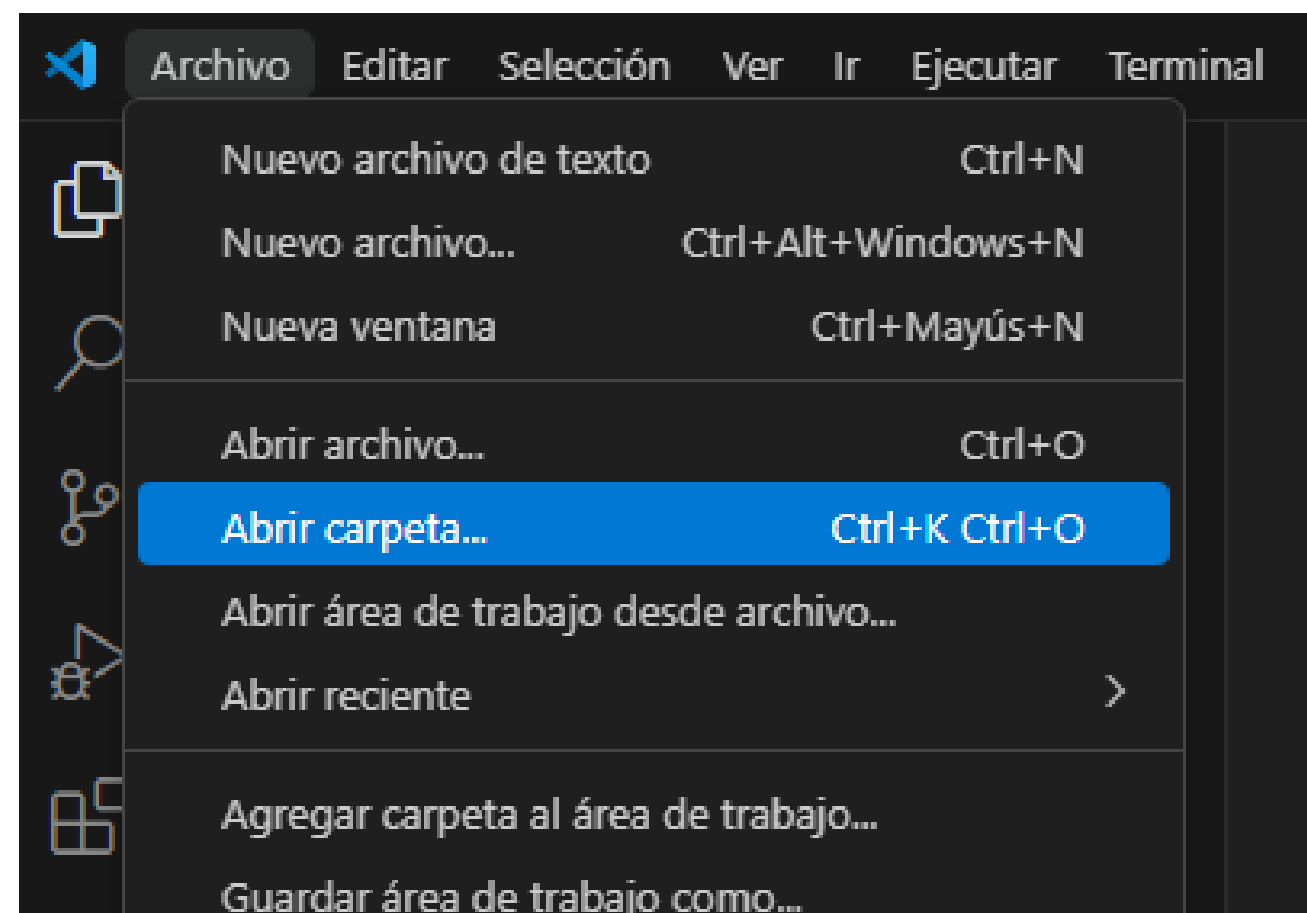 Archivo Editar Selección Ver Ir Ejecutar Terminal
Nuevo archivo de texto Ctrl+N
Nuevo archivo... Ctrl+Alt+Windows+N
Nueva ventana Ctrl+Mayús+N
Abrir archivo... Ctrl+O
Abrir carpeta... Ctrl+K Ctrl+O
Abrir área de trabajo desde archivo...
Abrir reciente
Agregar carpeta al área de trabajo...
Guardar área de trabajo como...